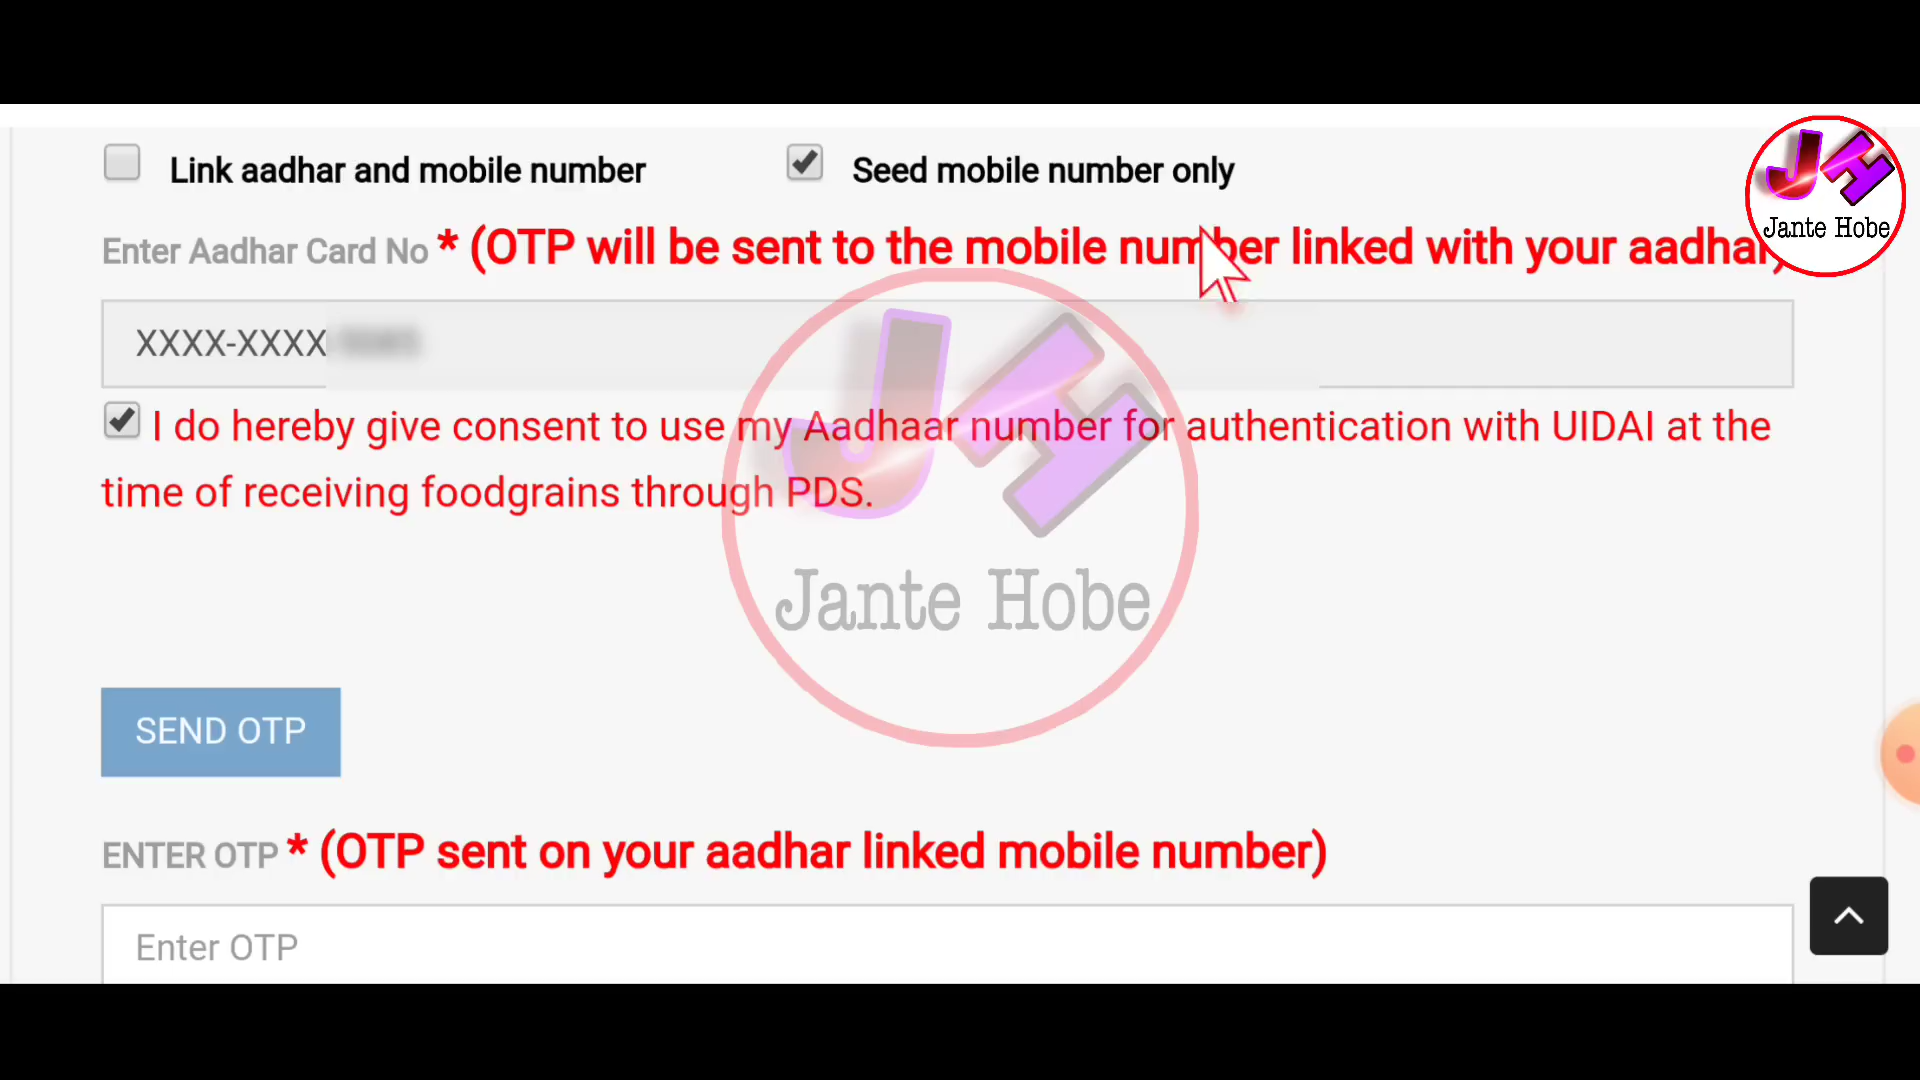 Link aadhar and mobile number
Seed mobile number only
JH
Jante Hobe
Enter Aadhar Card No * (OTP will be sent to the mobile number linked with your aadhar)
XXXX-XXXX
I do hereby give consent to use my Aadhaar number for authentication with UIDAI at the
time of receiving foodgrains through PDS.
JH
Jante Hobe
SEND OTP
ENTER OTP * (OTP sent on your aadhar linked mobile number)
Enter OTP